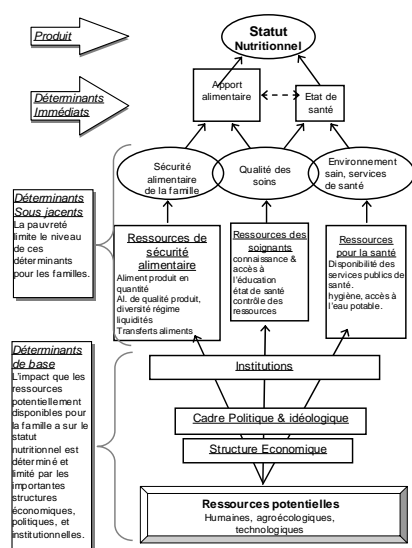 Produit
Statut
Nutritionnel
Déterminants
Immédiats
Apport
alimentaire
Etat de
santé
Sécurité
alimentaire
de la famille
Qualité des
soins
Environnement
sain, services
de santé
Déterminants
Sous jacents
La pauvreté
limite le niveau
de ces
déterminants
pour les familles.
Ressources de
sécurité
alimentaire
Aliment produit en
quantité
Al. de qualité produit,
diversité régime
liquidités
Transferts aliments
Ressources des
soignants
connaissance &
accès à
l'éducation
état de santé
contrôle des
ressources
Ressources
pour la santé
Disponibilité des
services publics de
santé.
hygiène, accès à
l'eau potable.
Déterminants
de base
L'impact que les
ressources
potentiellement
disponibles pour
la famille a sur le
statut
nutritionnel est
déterminé et
limité par les
importantes
structures
économiques,
politiques, et
institutionnelles.
Institutions
Cadre Politique & idéologique
Structure Economique
Ressources potentielles
Humaines, agroécologiques,
technologiques